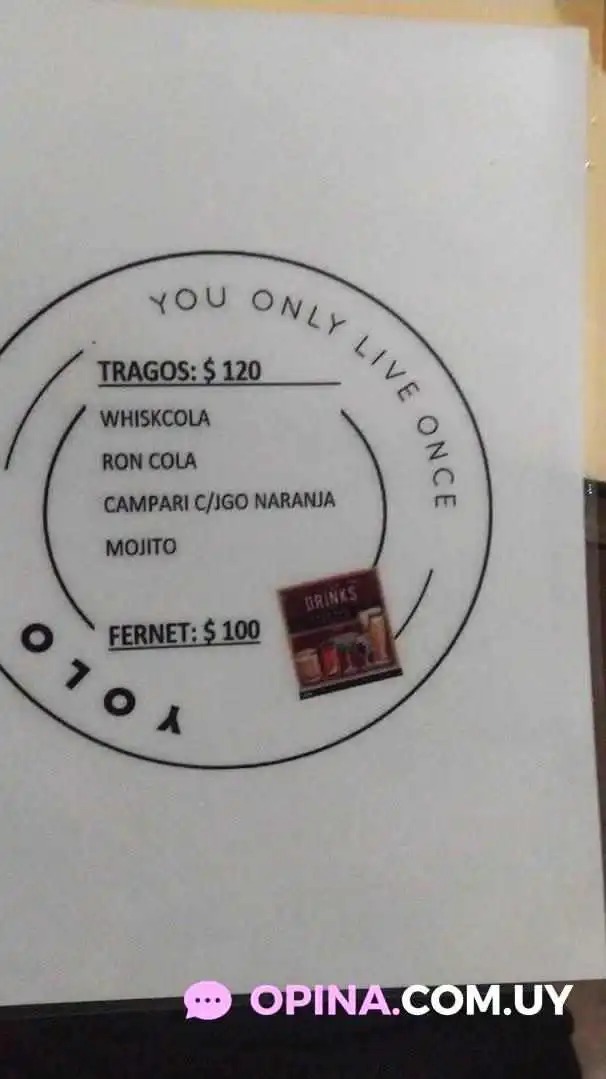 YOU ONLY LIVE ONCE
TRAGOS: $ 120
WHISKCOLA
RON COLA
CAMPARI C/JGO NARANJA
MOJITO
DRINKS
FERNET: $ 100
YOLO
OPINA.COM.UY